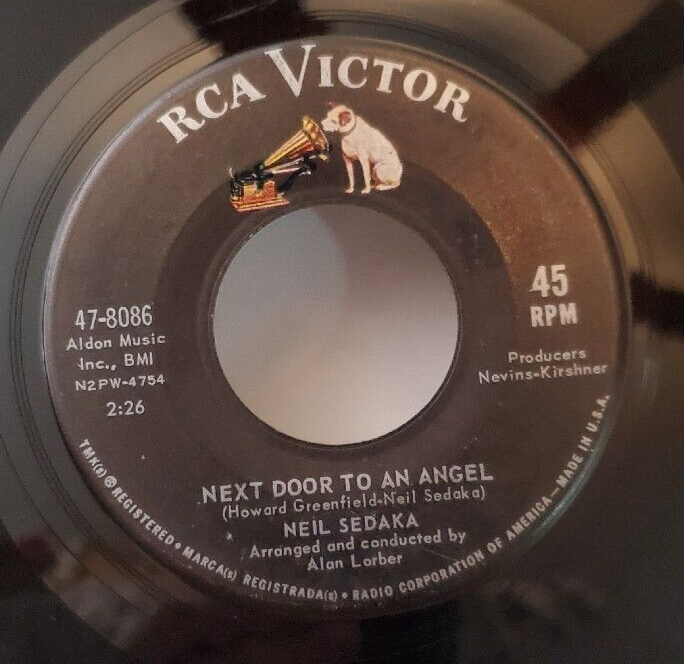 RCA VICTOR
47-8086
Aldon Music
Inc., BMI
N2PW-4754
2:26
45
RPM
Producers
Nevins-Kirshner
NEXT DOOR TO AN ANGEL
(Howard Greenfield-Neil Sedaka)
NEIL SEDAKA
Arranged and conducted by
Alan Lorber
TMK(s) ® REGISTERED • MARCA(s) REGISTRADA(s) • RADIO CORPORATION OF AMERICA—MADE IN U.S.A.